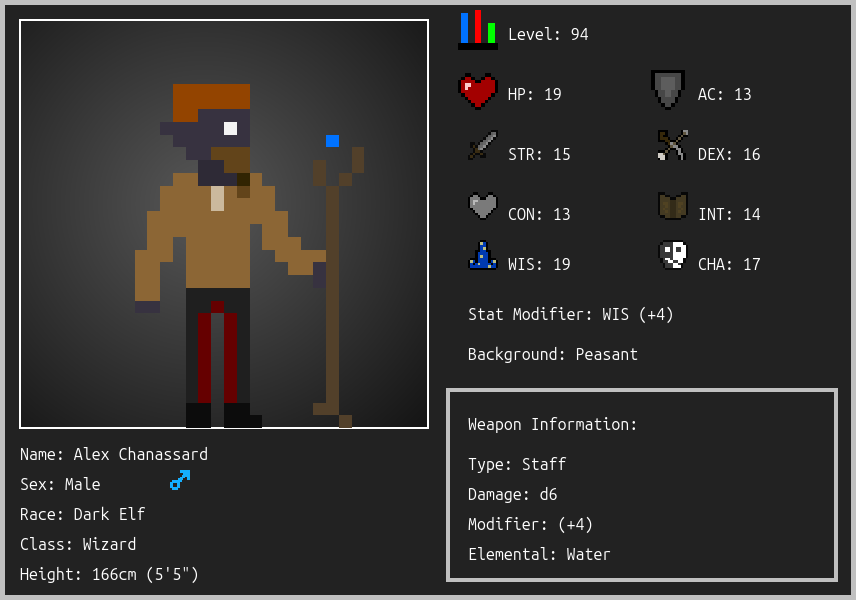 Level: 94
HP: 19
AC: 13
STR: 15
DEX: 16
CON: 13
INT: 14
WIS: 19
CHA: 17
Stat Modifier: WIS (+4)
Background: Peasant
Weapon Information:
Type: Staff
Damage: d6
Modifier: (+4)
Elemental: Water
Name: Alex Chanassard
Sex: Male
Race: Dark Elf
Class: Wizard
Height: 166cm (5'5")